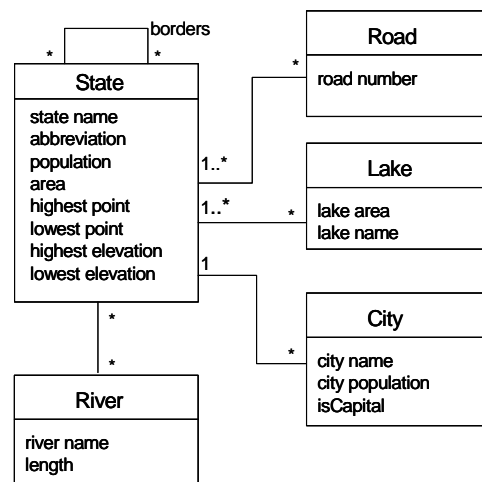 borders
* *
State
state name
abbreviation
population
area
highest point
lowest point
highest elevation
lowest elevation
1..*
*
1..*
*
1
*
*
*
Road
road number
Lake
lake area
lake name
City
city name
city population
isCapital
River
river name
length